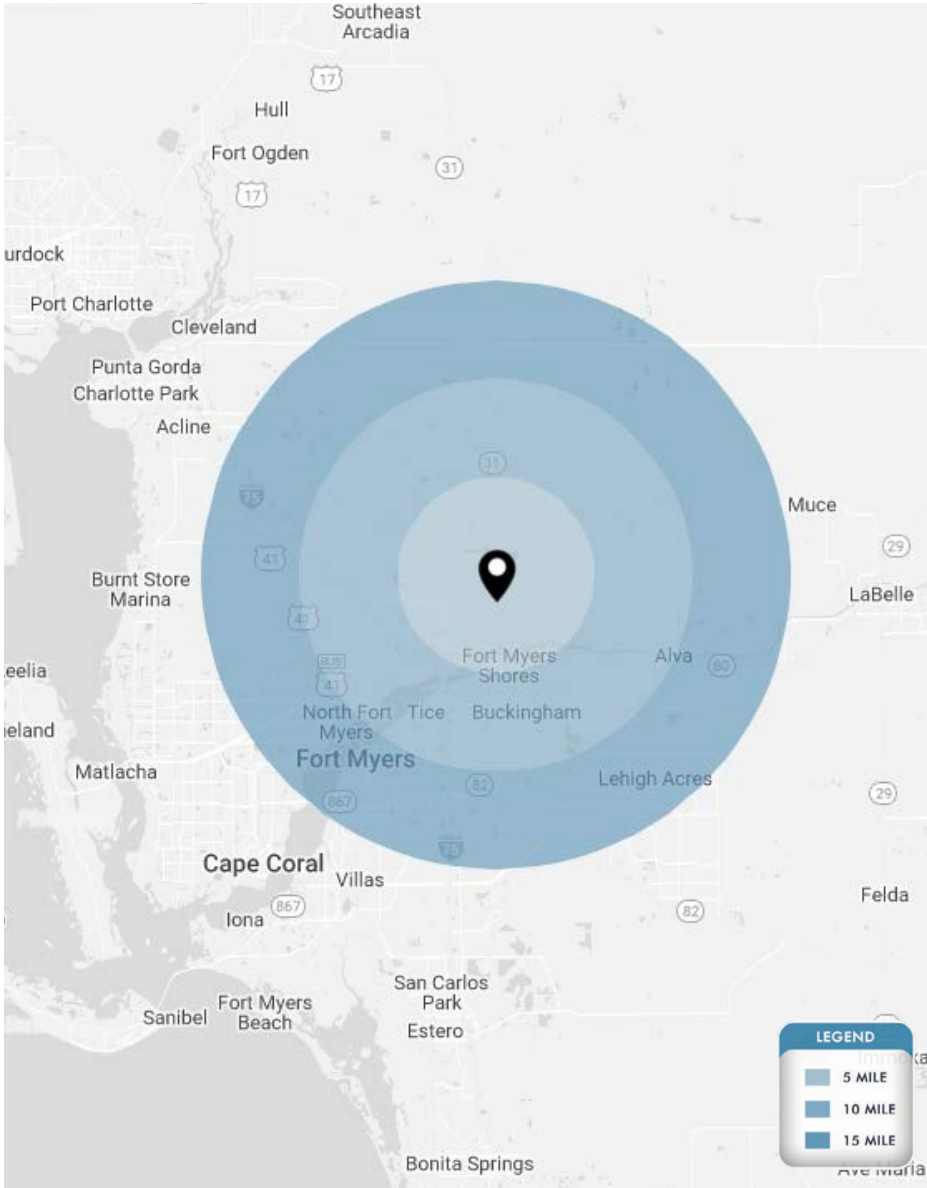 Southeast
Arcadia
17
Hull
Fort Ogden
31
17
urdock
Port Charlotte
Cleveland
Punta Gorda
Charlotte Park
Acline
31
75
Muce
29
41
Burnt Store
Marina
LaBelle
41
Fort Myers
Shores
Alva
80
BUS
41
eelia
North Fort
Myers
Tice
Buckingham
eland
Fort Myers
Matlacha
82
Lehigh Acres
867
29
75
Cape Coral
Villas
Felda
867
Iona
82
San Carlos
Park
Fort Myers
Beach
Sanibel
Estero
LEGEND
5 MILE
10 MILE
15 MILE
Bonita Springs
Ave Maria